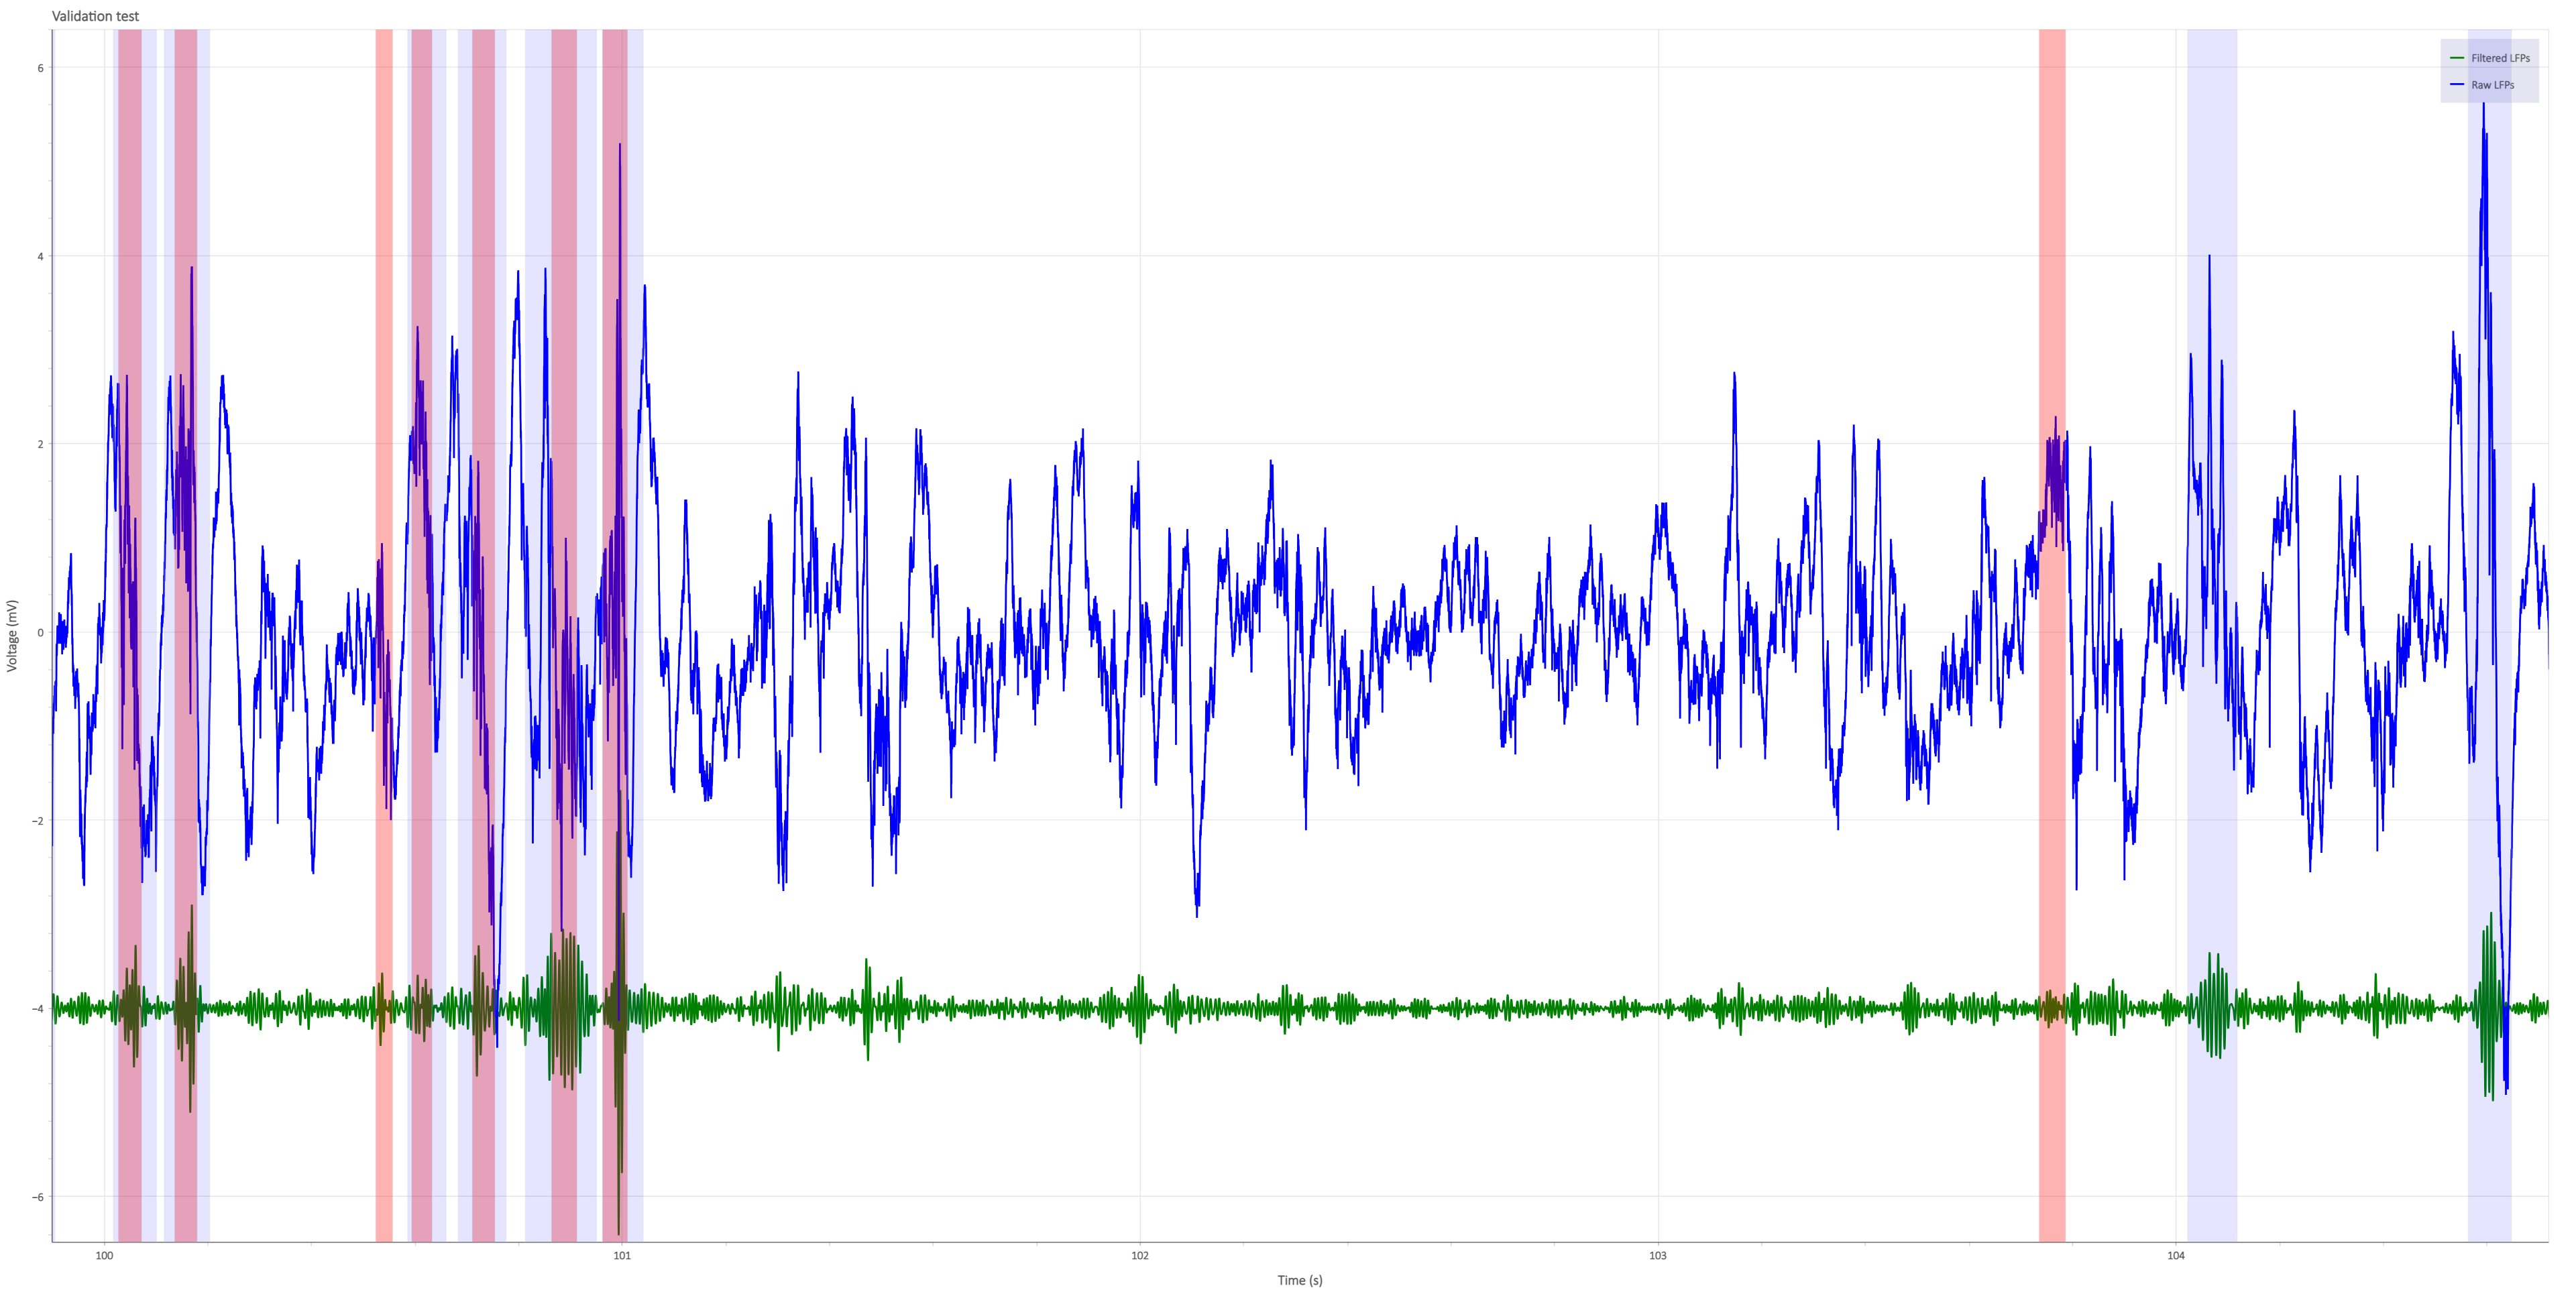 Validation test
Filtered LFPs
Raw LFPs
6
4
2
0
−2
−4
−6
Voltage (mV)
100
101
102
103
104
Time (s)